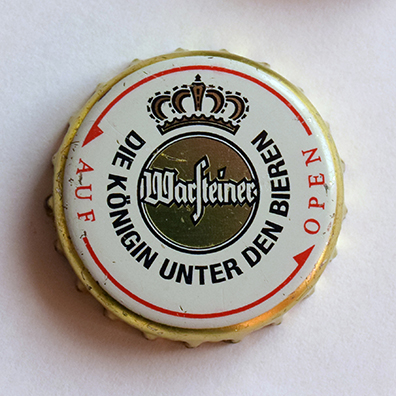 DIE KÖNIGIN UNTER DEN BIEREN
Warsteiner
AUF
OPEN